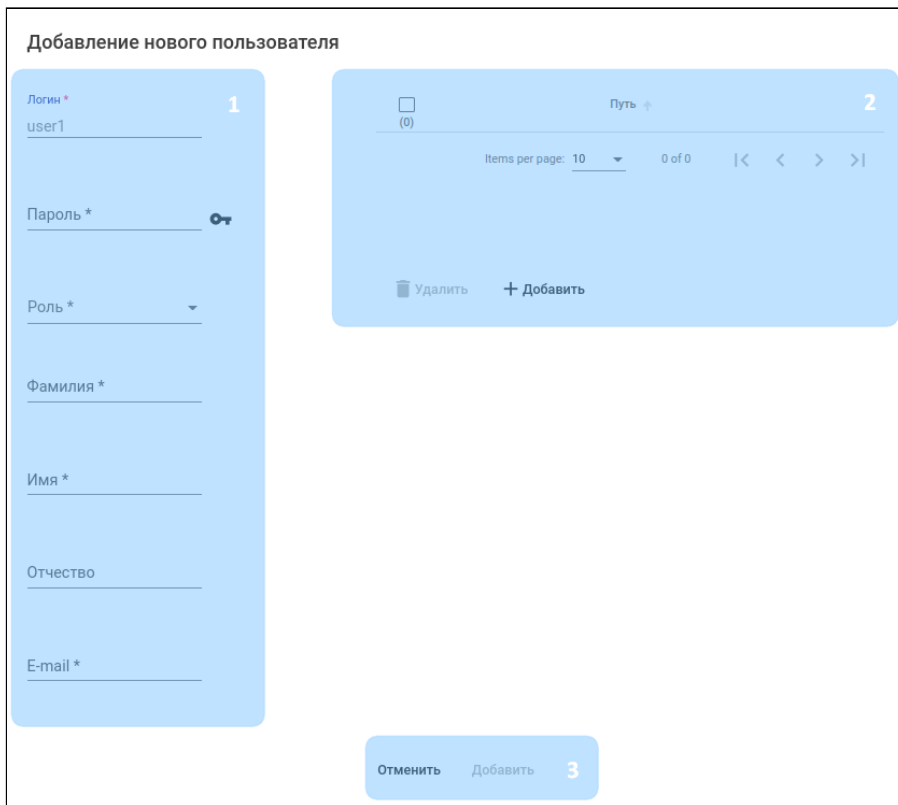 Добавление нового пользователя
Логин *
1
user1
Пароль *
Роль *
Фамилия *
Имя *
Отчество
E-mail *
Путь
2
(0)
Items per page: 10
0 of 0
Удалить
Добавить
Отменить
Добавить
3